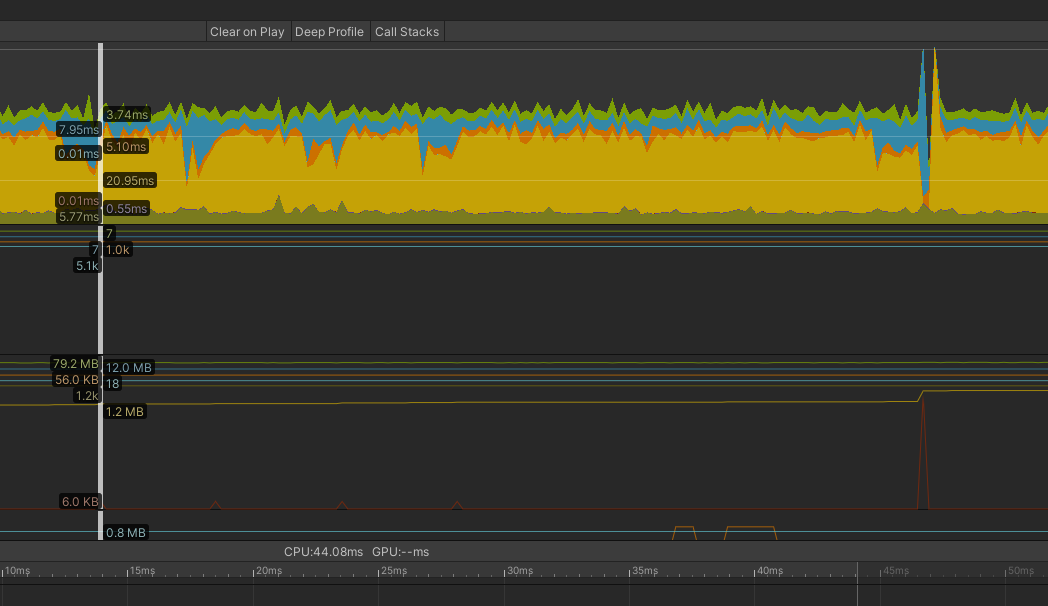 Clear on Play Deep Profile Call Stacks
3.74ms
7.95ms
5.10ms
0.01ms
20.95ms
0.01ms
0.55ms
5.77ms
7
7 1.0k
5.1k
79.2 MB 12.0 MB
56.0 KB 18
1.2k
1.2 MB
6.0 KB
0.8 MB
CPU:44.08ms GPU:--ms
10ms 15ms 20ms 25ms 30ms 35ms 40ms 45ms 50ms